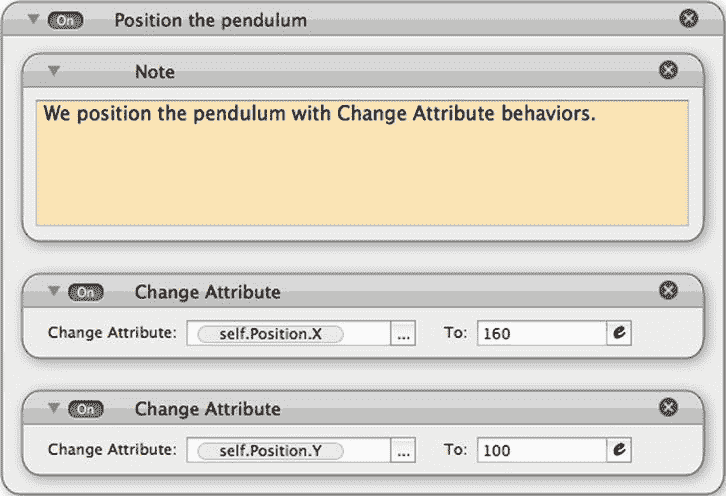 On Position the pendulum
Note
We position the pendulum with Change Attribute behaviors.
On Change Attribute
Change Attribute: self.Position.X ... To: 160 e
On Change Attribute
Change Attribute: self.Position.Y ... To: 100 e